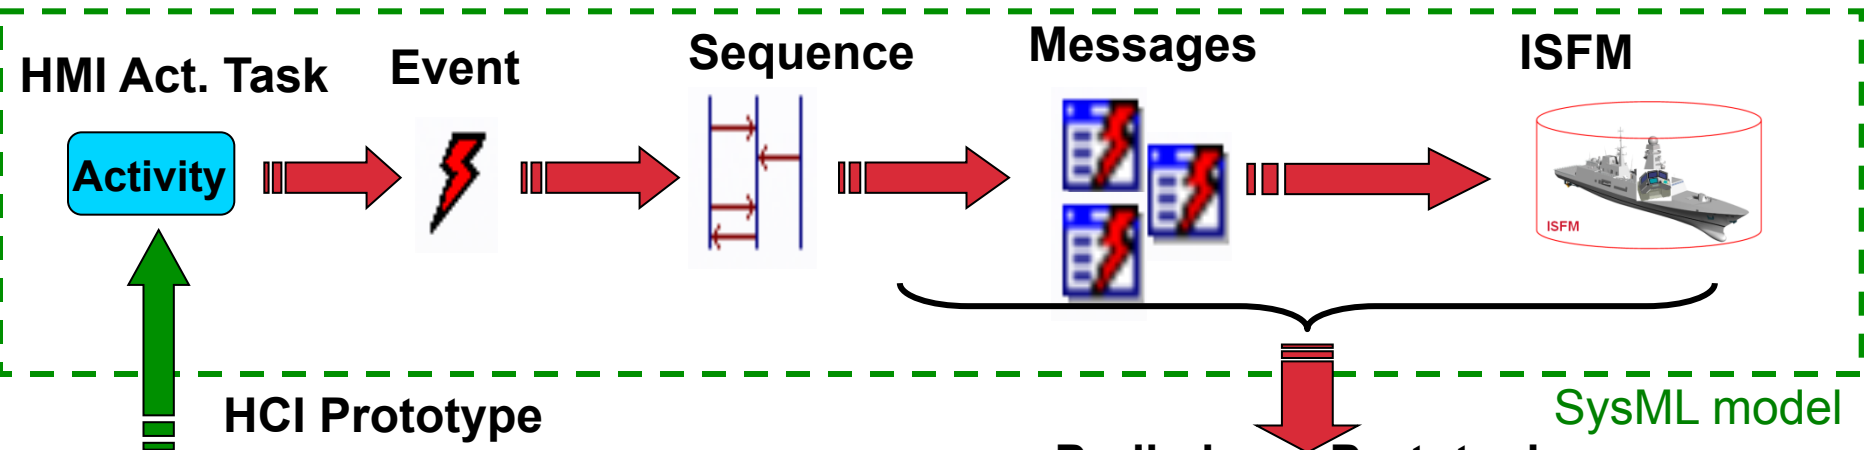 HMI Act. Task
Event
Sequence
Messages
ISFM
Activity
ISFM
HCI Prototype
SysML model